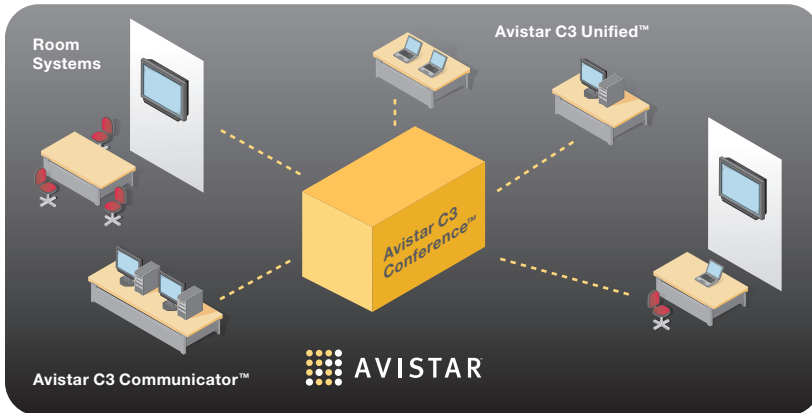 Room
Systems
Avistar C3 Unified™
Avistar C3
Conference™
Avistar C3 Communicator™
AVISTAR